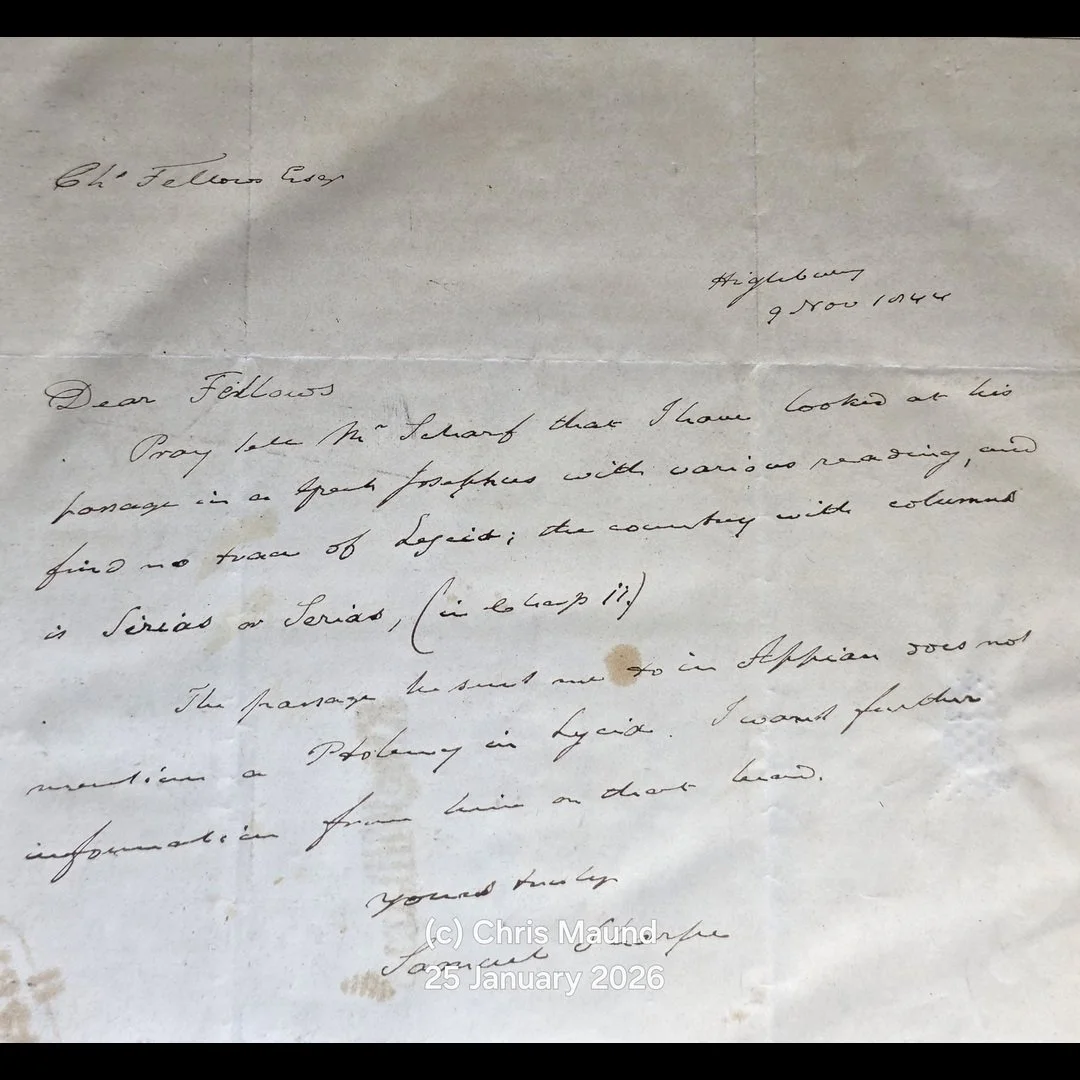 Chs Fellows Esqr
Highbury
9 Nov 1844
Dear Fellows
Pray tell Mr Scharf that I have looked at his
passage in a great Josephus with various reading, and
find no trace of Lycia; the country with columns
is Sirias or Serias, (in Chap ii.)
The passage he sent me to in Appian does not
mention a Ptolemy in Lycia. I want further
information from him on that head.
Yours truly
Samuel Sharpe
(c) Chris Maund
25 January 2026